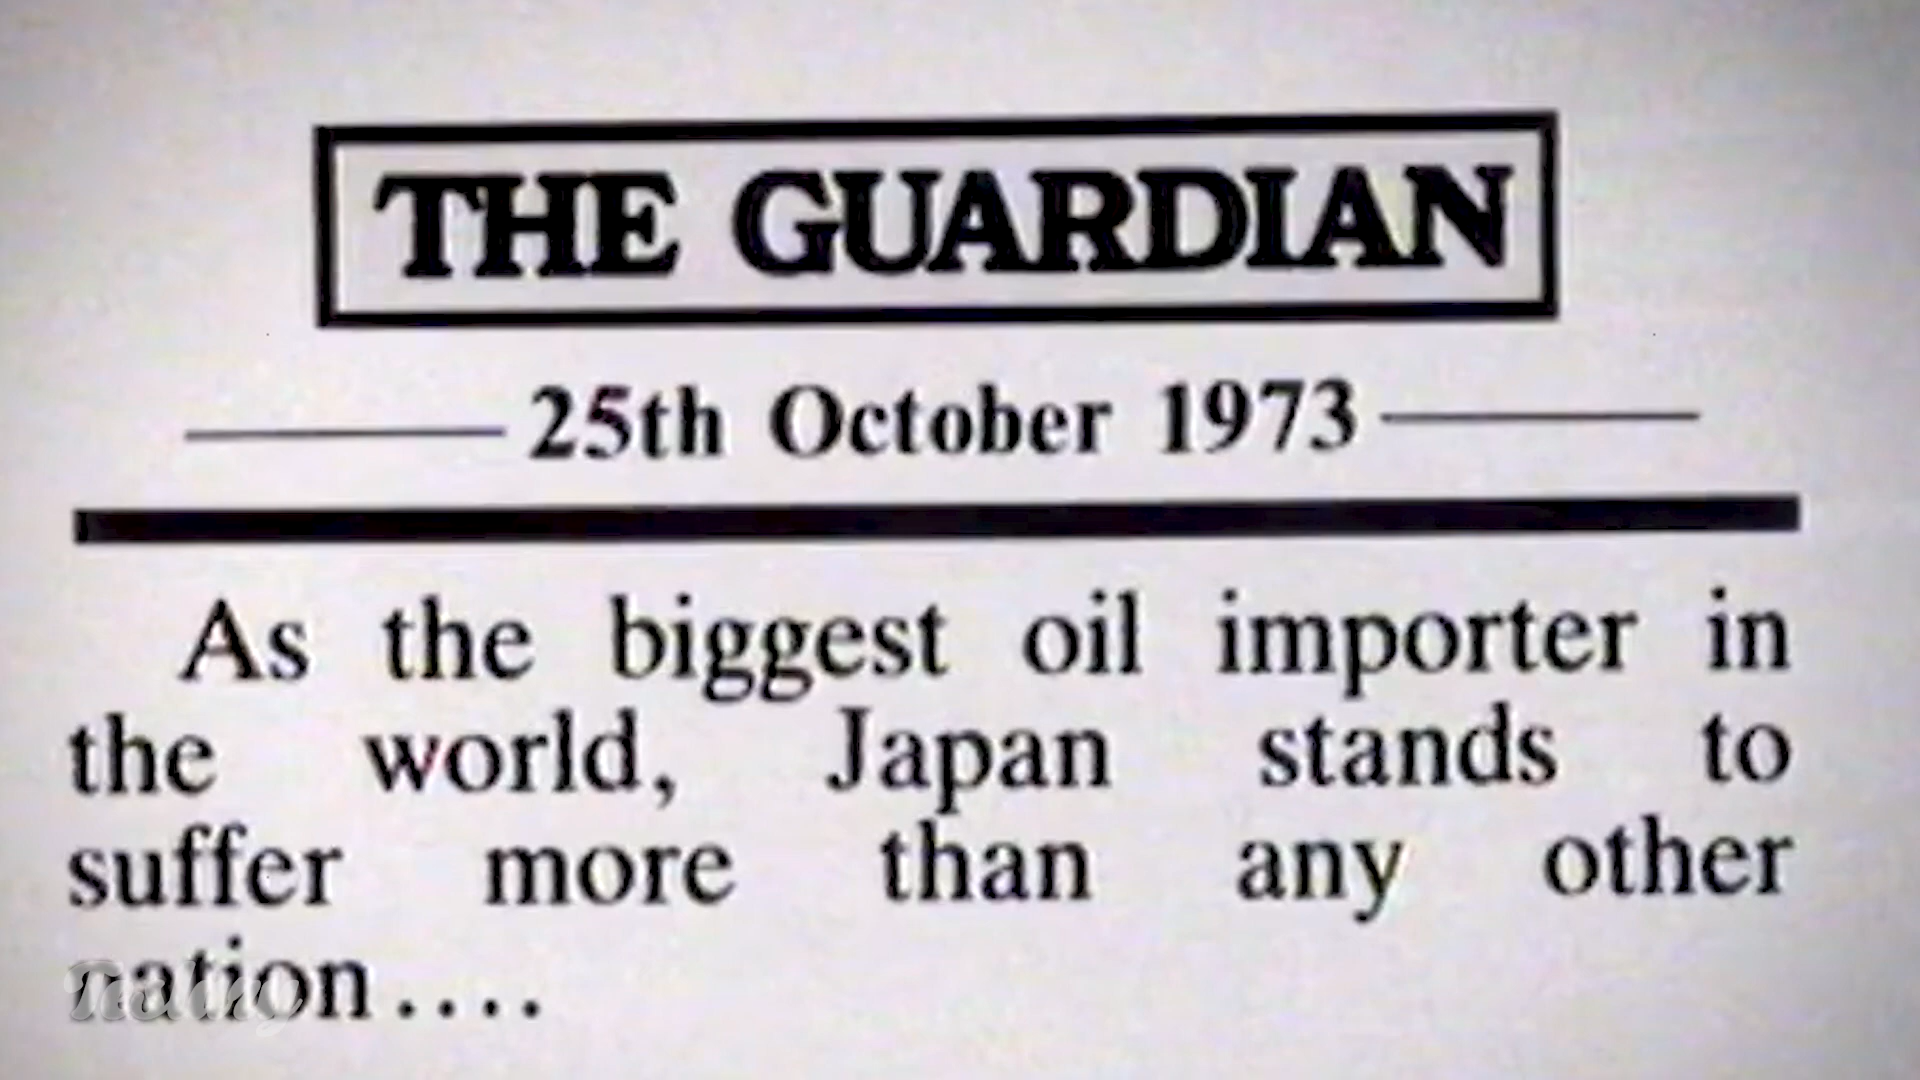 THE GUARDIAN
25th October 1973
As the biggest oil importer in
the world, Japan stands to
suffer more than any other
nation....